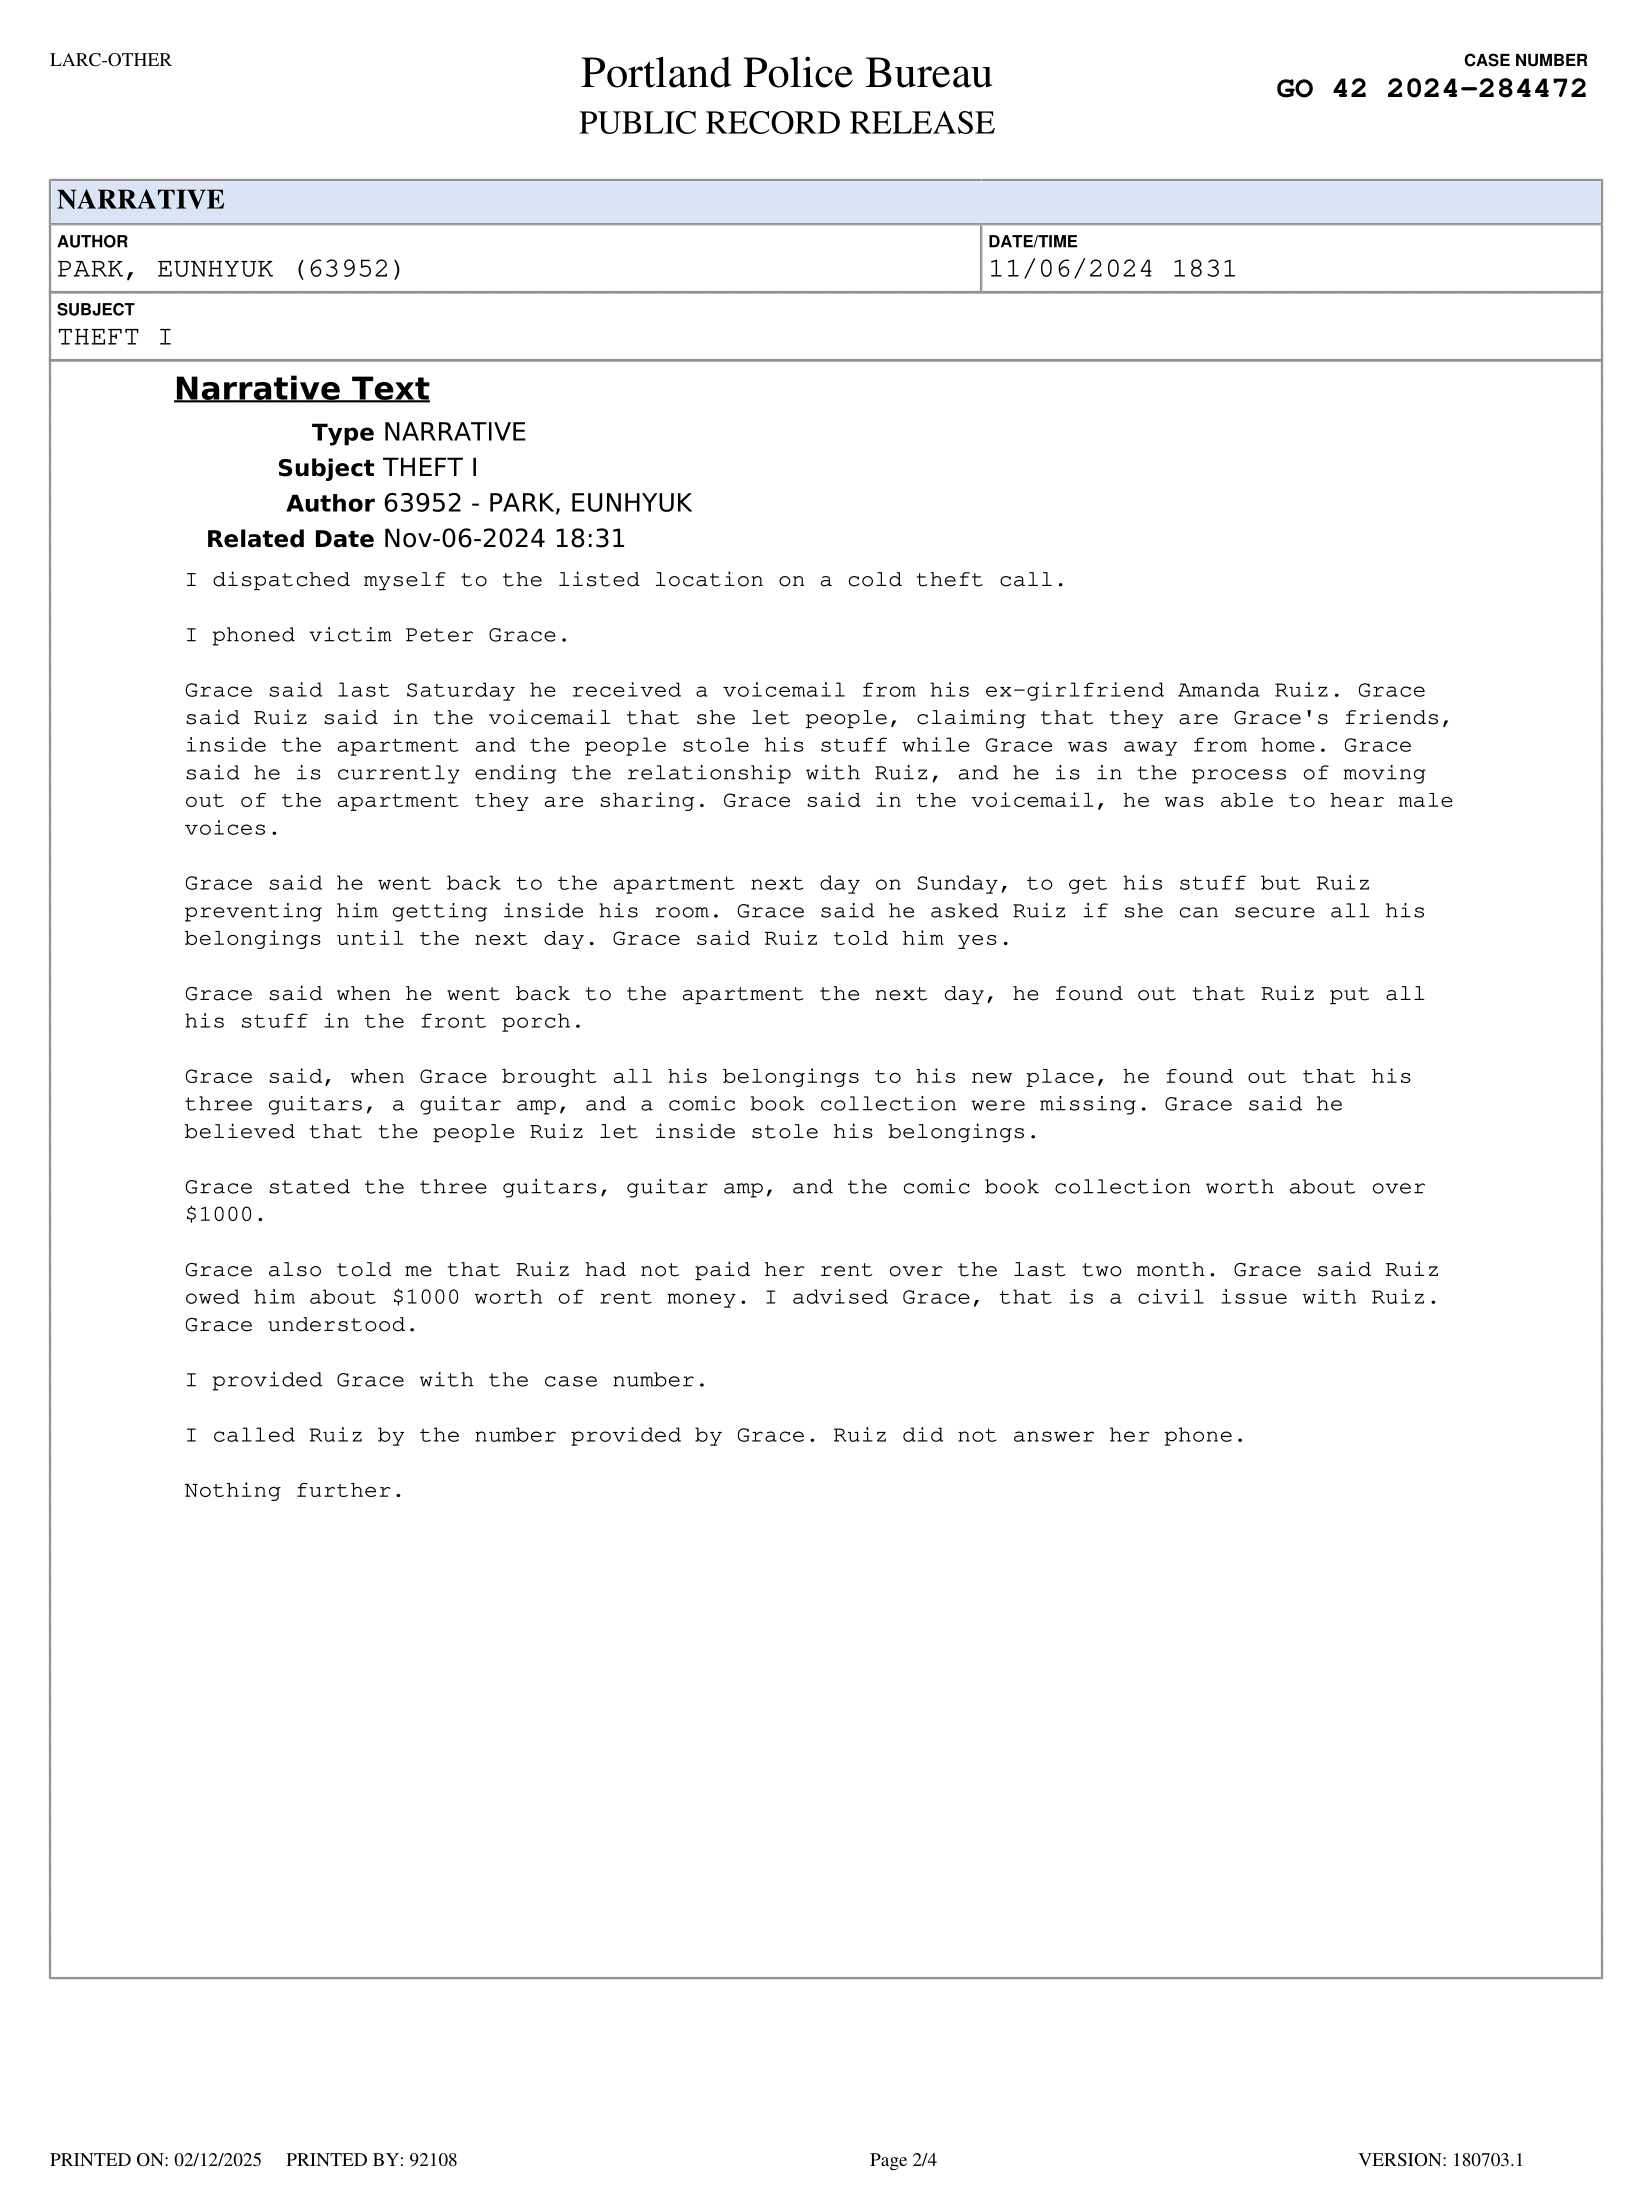 LARC-OTHER
Portland Police Bureau
PUBLIC RECORD RELEASE
CASE NUMBER
GO 42 2024-284472
NARRATIVE
AUTHOR
PARK, EUNHYUK (63952)
DATE/TIME
11/06/2024 1831
SUBJECT
THEFT I
Narrative Text
Type NARRATIVE
Subject THEFT I
Author 63952 - PARK, EUNHYUK
Related Date Nov-06-2024 18:31
I dispatched myself to the listed location on a cold theft call.
I phoned victim Peter Grace.
Grace said last Saturday he received a voicemail from his ex-girlfriend Amanda Ruiz. Grace
said Ruiz said in the voicemail that she let people, claiming that they are Grace's friends,
inside the apartment and the people stole his stuff while Grace was away from home. Grace
said he is currently ending the relationship with Ruiz, and he is in the process of moving
out of the apartment they are sharing. Grace said in the voicemail, he was able to hear male
voices.
Grace said he went back to the apartment next day on Sunday, to get his stuff but Ruiz
preventing him getting inside his room. Grace said he asked Ruiz if she can secure all his
belongings until the next day. Grace said Ruiz told him yes.
Grace said when he went back to the apartment the next day, he found out that Ruiz put all
his stuff in the front porch.
Grace said, when Grace brought all his belongings to his new place, he found out that his
three guitars, a guitar amp, and a comic book collection were missing. Grace said he
believed that the people Ruiz let inside stole his belongings.
Grace stated the three guitars, guitar amp, and the comic book collection worth about over
$1000.
Grace also told me that Ruiz had not paid her rent over the last two month. Grace said Ruiz
owed him about $1000 worth of rent money. I advised Grace, that is a civil issue with Ruiz.
Grace understood.
I provided Grace with the case number.
I called Ruiz by the number provided by Grace. Ruiz did not answer her phone.
Nothing further.
PRINTED ON: 02/12/2025 PRINTED BY: 92108
Page 2/4
VERSION: 180703.1